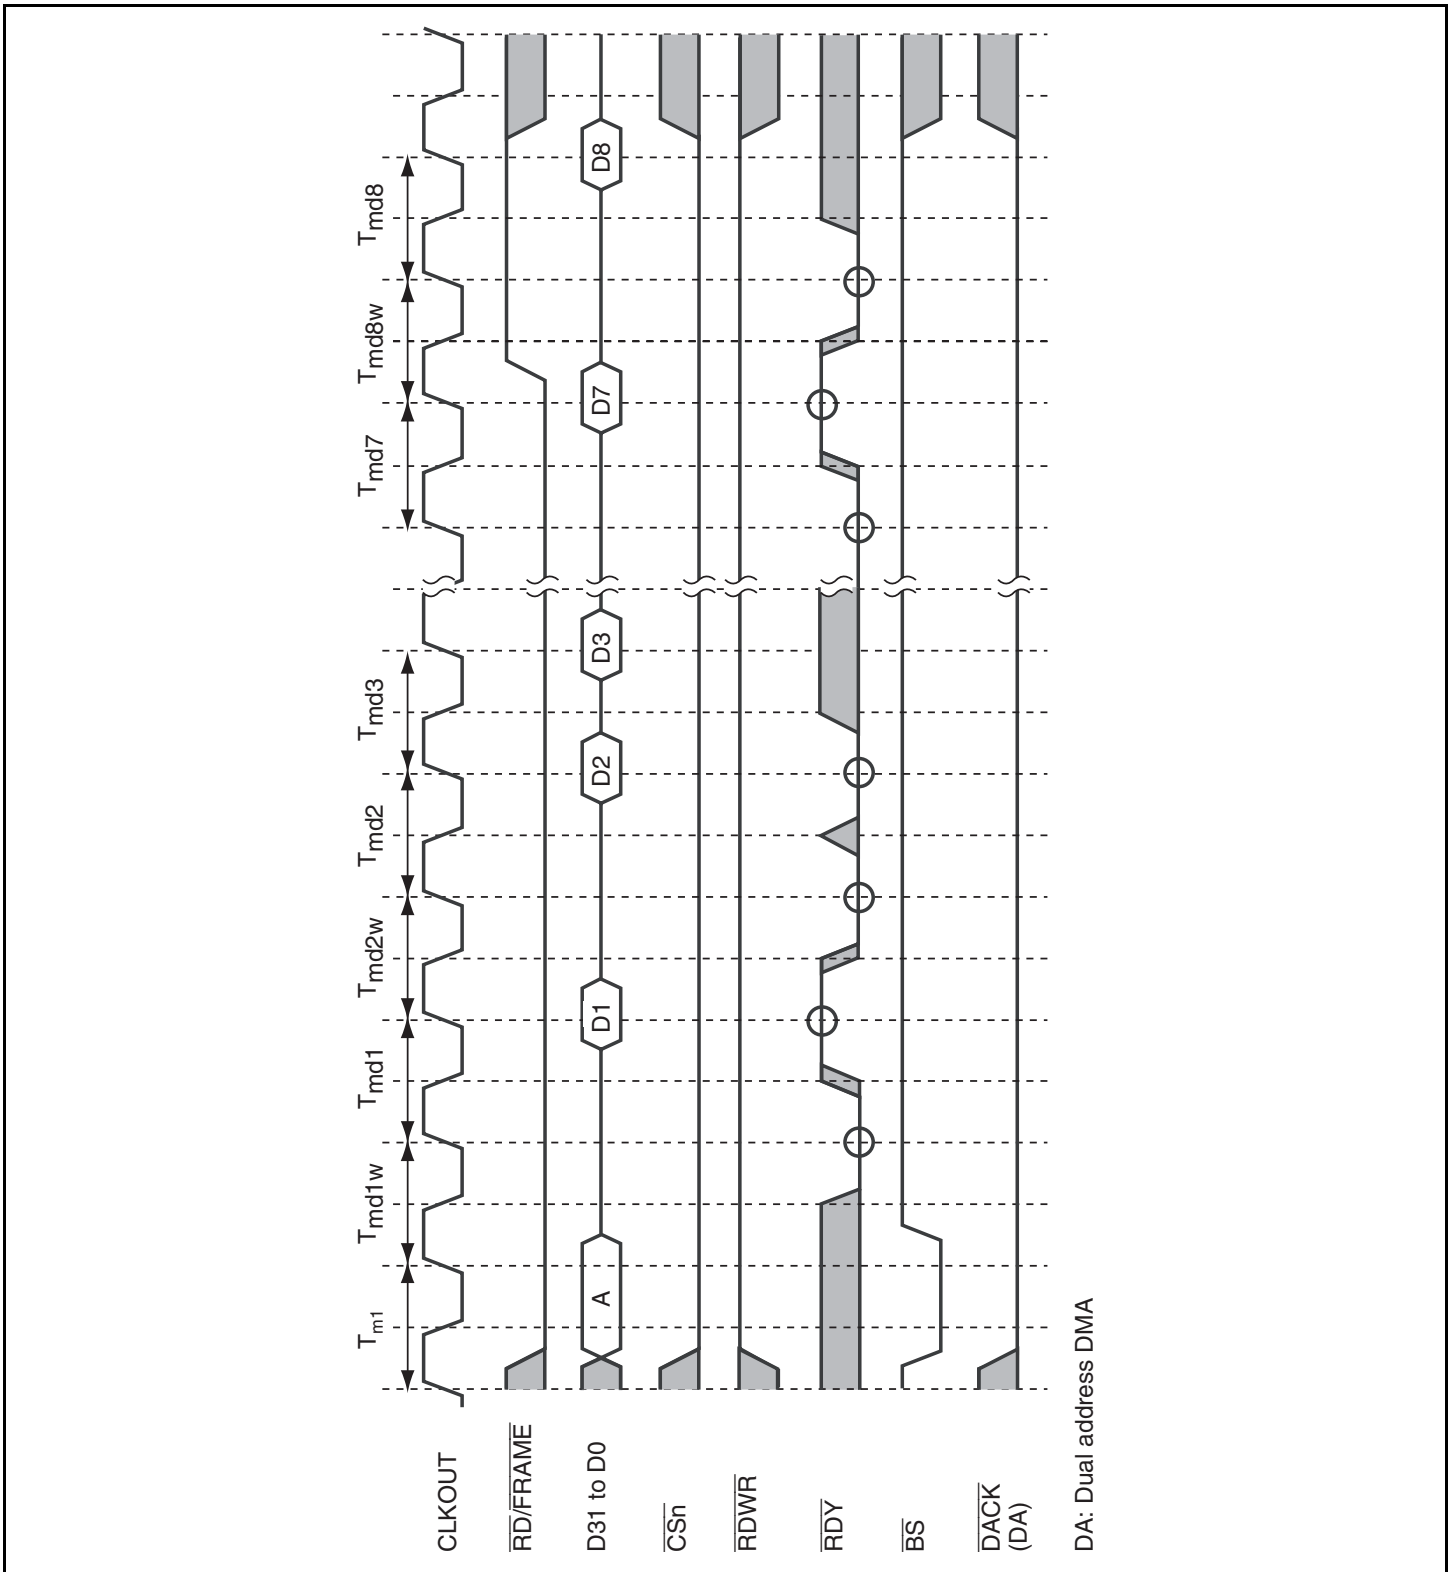 Tm1
Tmd1w
Tmd1
Tmd2w
Tmd2
Tmd3
Tmd7
Tmd8w
Tmd8
CLKOUT
RD/FRAME
D31 to D0
A
D1
D2
D3
D7
D8
CSn
RDWR
RDY
BS
DACK
(DA)
DA: Dual address DMA